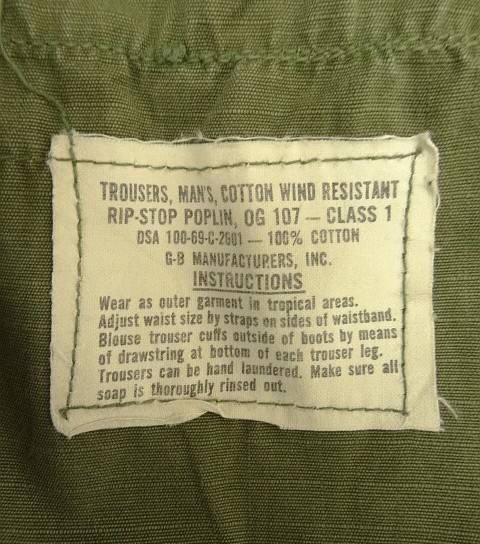 TROUSERS, MAN'S, COTTON WIND RESISTANT
RIP-STOP POPLIN, OG 107 — CLASS 1
DSA 100-69-C-2601 — 100% COTTON
G-B MANUFACTURERS, INC.
INSTRUCTIONS
Wear as outer garment in tropical areas.
Adjust waist size by straps on sides of waistband.
Blouse trouser cuffs outside of boots by means
of drawstring at bottom of each trouser leg.
Trousers can be hand laundered. Make sure all
soap is thoroughly rinsed out.